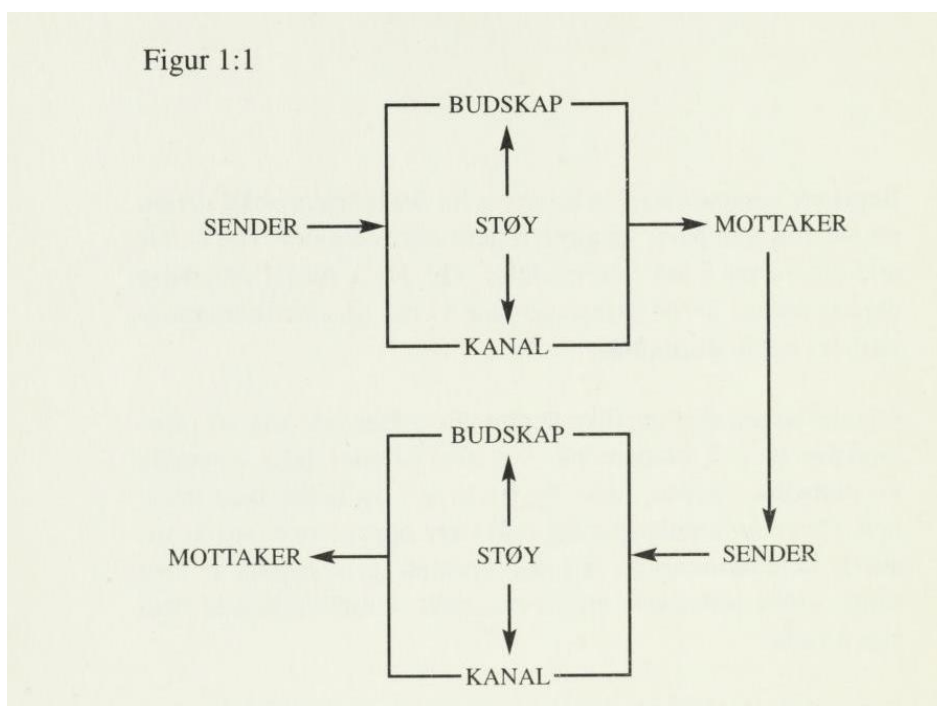 Figur 1:1
BUDSKAP
SENDER STØY MOTTAKER
KANAL
BUDSKAP
MOTTAKER STØY SENDER
KANAL